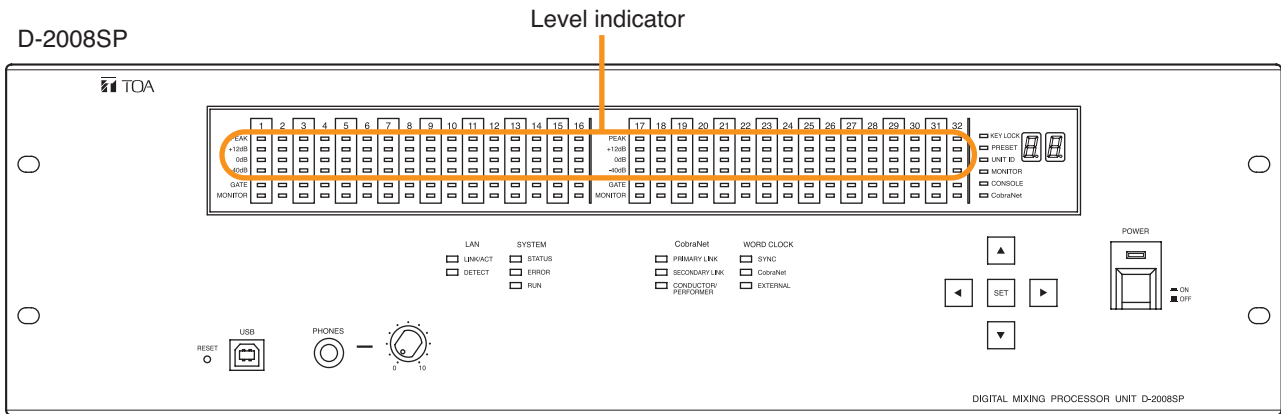 Level indicator
D-2008SP
TOA
1 2 3 4 5 6 7 8 9 10 11 12 13 14 15 16 17 18 19 20 21 22 23 24 25 26 27 28 29 30 31 32
PEAK PEAK KEY LOCK
+12dB +12dB PRESET
0dB 0dB UNIT ID
-40dB -40dB MONITOR
GATE GATE CONSOLE
MONITOR MONITOR CobraNet
8.8.
LAN SYSTEM CobraNet WORD CLOCK
LINK/ACT STATUS PRIMARY LINK SYNC
DETECT ERROR SECONDARY LINK CobraNet
RUN CONDUCTOR/PERFORMER EXTERNAL
SET
POWER
ON
OFF
RESET
USB
PHONES
0 10
DIGITAL MIXING PROCESSOR UNIT D-2008SP